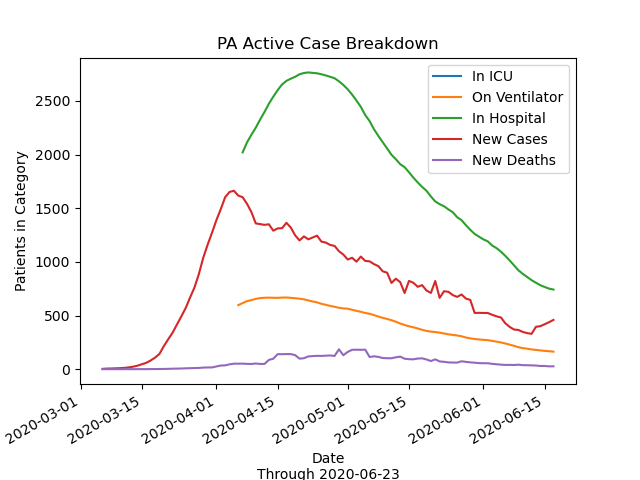 PA Active Case Breakdown
In ICU
On Ventilator
In Hospital
New Cases
New Deaths
Patients in Category
2500
2000
1500
1000
500
0
2020-03-01
2020-03-15
2020-04-01
2020-04-15
2020-05-01
2020-05-15
2020-06-01
2020-06-15
Date
Through 2020-06-23